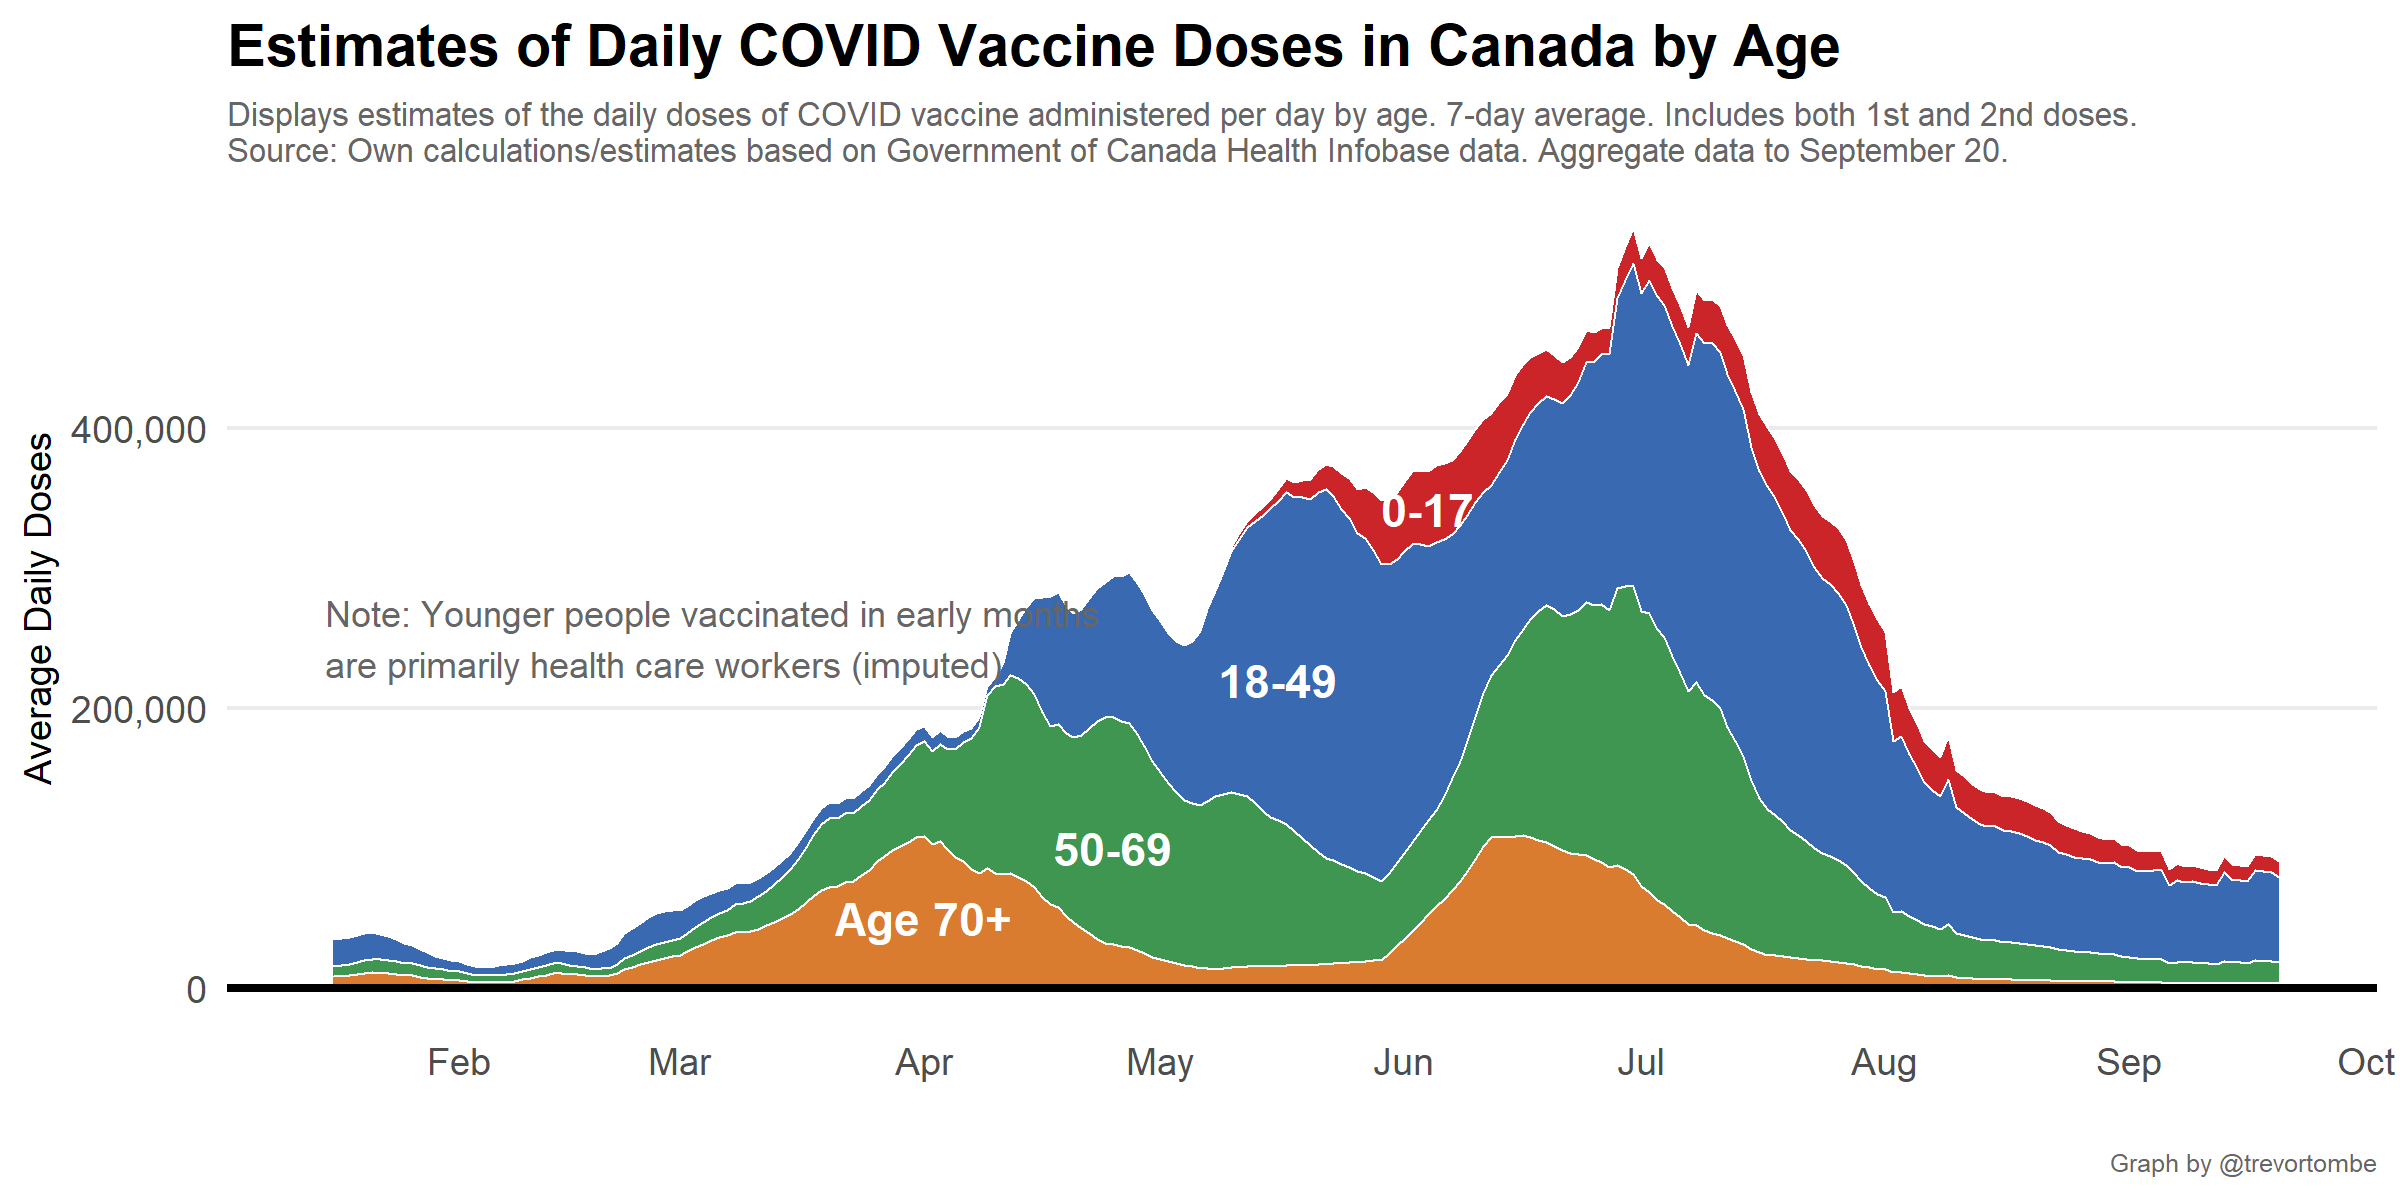 Estimates of Daily COVID Vaccine Doses in Canada by Age
Displays estimates of the daily doses of COVID vaccine administered per day by age. 7-day average. Includes both 1st and 2nd doses.
Source: Own calculations/estimates based on Government of Canada Health Infobase data. Aggregate data to September 20.
Average Daily Doses
400,000
200,000
0
Note: Younger people vaccinated in early months
are primarily health care workers (imputed)
0-17
18-49
50-69
Age 70+
Feb Mar Apr May Jun Jul Aug Sep Oct
Graph by @trevortombe